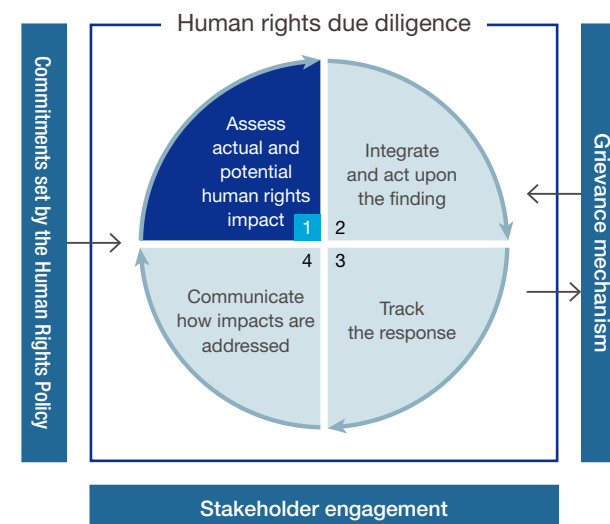 Human rights due diligence
Commitments set by the Human Rights Policy
Assess
actual and
potential
human rights
impact
1
2
Integrate
and act upon
the finding
4
3
Communicate
how impacts are
addressed
Track
the response
Grievance mechanism
Stakeholder engagement